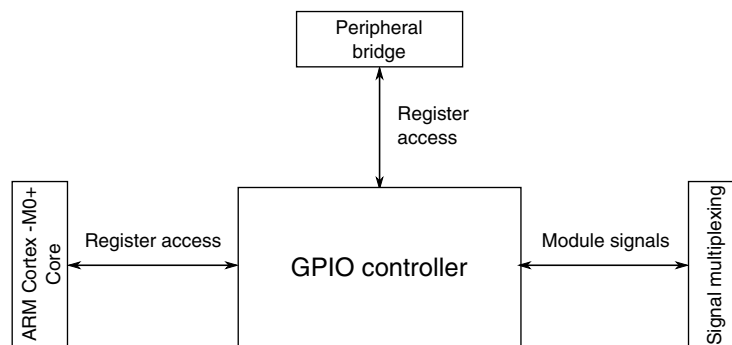 Peripheral
bridge
Register
access
ARM Cortex -M0+
Core
Register access
GPIO controller
Module signals
Signal multiplexing